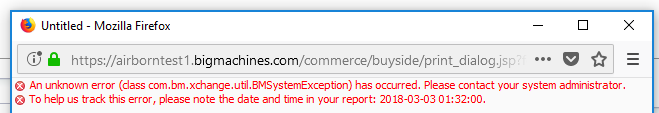 Untitled - Mozilla Firefox
https://airborntest1.bigmachines.com/commerce/buyside/print_dialog.jsp?f
An unknown error (class com.bm.xchange.util.BMSystemException) has occurred. Please contact your system administrator.
To help us track this error, please note the date and time in your report: 2018-03-03 01:32:00.